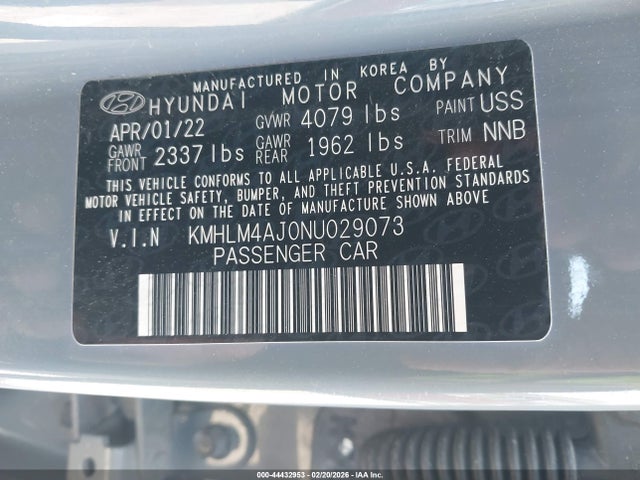 MANUFACTURED IN KOREA BY
HYUNDAI MOTOR COMPANY
APR/01/22 GVWR 4079 lbs PAINT USS
GAWR FRONT 2337 lbs GAWR REAR 1962 lbs TRIM NNB
THIS VEHICLE CONFORMS TO ALL APPLICABLE U.S.A. FEDERAL
MOTOR VEHICLE SAFETY, BUMPER, AND THEFT PREVENTION STANDARDS
IN EFFECT ON THE DATE OF MANUFACTURE SHOWN ABOVE
V.I.N KMHLM4AJ0NU029073
PASSENGER CAR
000-44432953 - 02/20/2026 - IAA Corp.